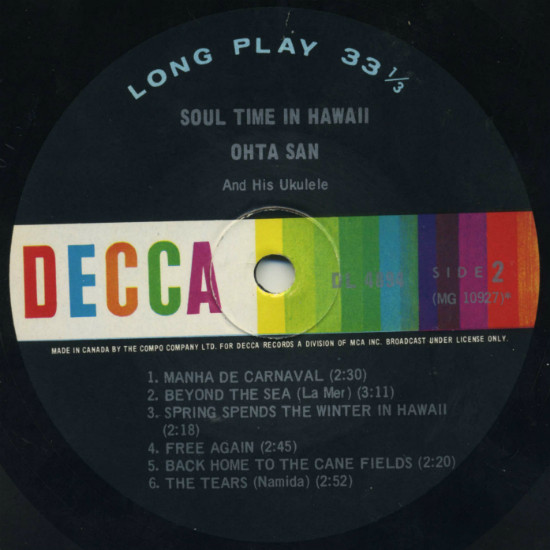 LONG PLAY 33 1/3
SOUL TIME IN HAWAII
OHTA SAN
And His Ukulele
DECCA
SIDE 2
(MG 10927)*
MADE IN CANADA BY THE COMPO COMPANY LTD. FOR DECCA RECORDS A DIVISION OF MCA INC. BROADCAST UNDER LICENSE ONLY.
1. MANHA DE CARNAVAL (2:30)
2. BEYOND THE SEA (La Mer) (3:11)
3. SPRING SPENDS THE WINTER IN HAWAII
(2:18)
4. FREE AGAIN (2:45)
5. BACK HOME TO THE CANE FIELDS (2:20)
6. THE TEARS (Namida) (2:52)